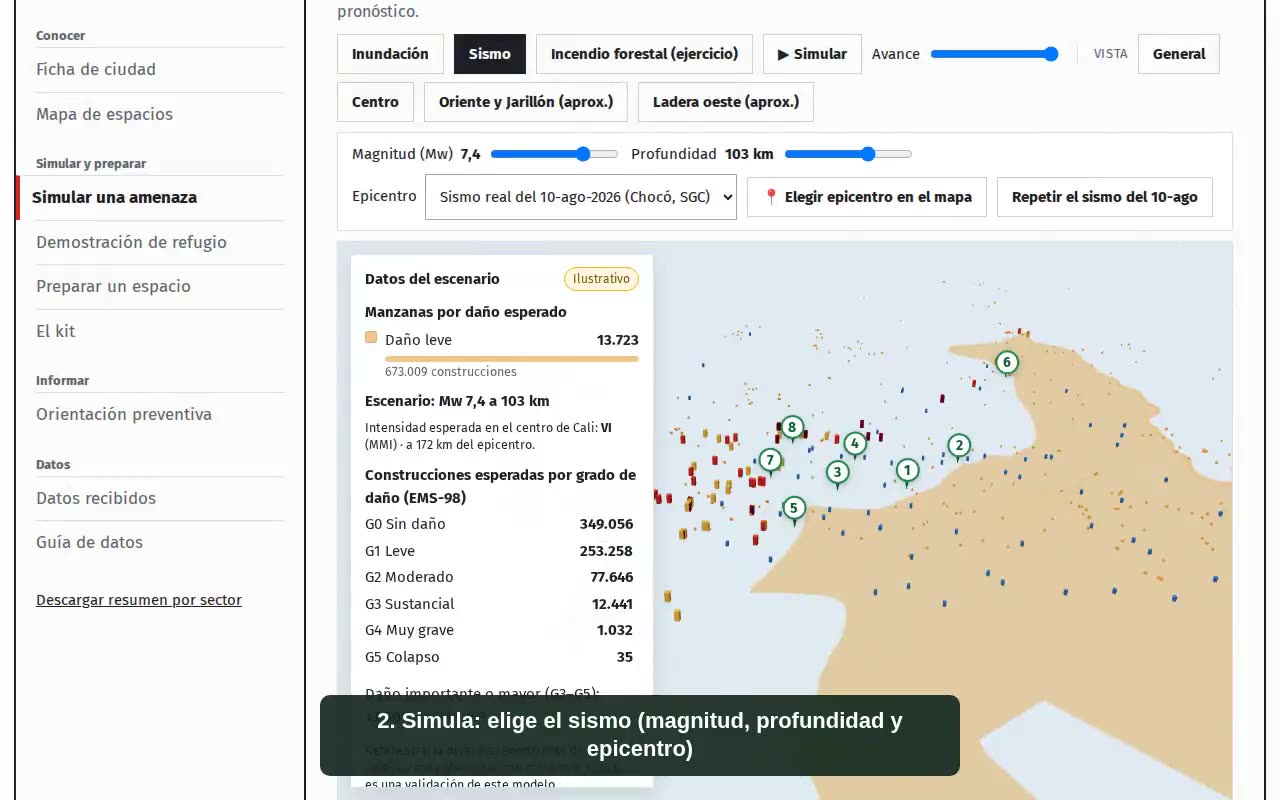 pronóstico.
Conocer
Ficha de ciudad
Mapa de espacios
Simular y preparar
Simular una amenaza
Demostración de refugio
Preparar un espacio
El kit
Informar
Orientación preventiva
Datos
Datos recibidos
Guía de datos
Descargar resumen por sector
Inundación Sismo Incendio forestal (ejercicio) ▶ Simular Avance VISTA General
Centro Oriente y Jarillón (aprox.) Ladera oeste (aprox.)
Magnitud (Mw) 7,4 Profundidad 103 km
Epicentro Sismo real del 10-ago-2026 (Chocó, SGC) 📍 Elegir epicentro en el mapa Repetir el sismo del 10-ago
Datos del escenario Ilustrativo
Manzanas por daño esperado
Daño leve 13.723
673.009 construcciones
Escenario: Mw 7,4 a 103 km
Intensidad esperada en el centro de Cali: VI
(MMI) · a 172 km del epicentro.
Construcciones esperadas por grado de
daño (EMS-98)
G0 Sin daño 349.056
G1 Leve 253.258
G2 Moderado 77.646
G3 Sustancial 12.441
G4 Muy grave 1.032
G5 Colapso 35
Daño importante o mayor (G3–G5):
es una validación de este modelo
6
8
4
2
7
3
1
5
2. Simula: elige el sismo (magnitud, profundidad y
epicentro)